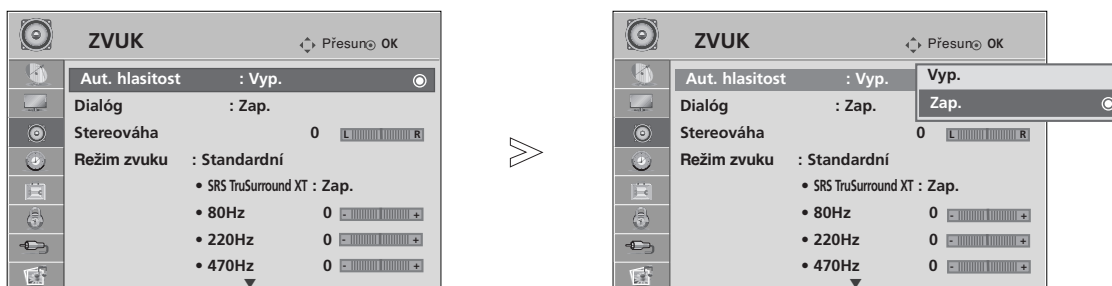 ZVUK Přesun OK
Aut. hlasitost : Vyp.
Dialóg : Zap.
Stereováha 0 L R
Režim zvuku : Standardní
• SRS TruSurround XT : Zap.
• 80Hz 0 - +
• 220Hz 0 - +
• 470Hz 0 - +
>
ZVUK Přesun OK
Aut. hlasitost : Vyp.
Vyp.
Zap.
Dialóg : Zap.
Stereováha 0 L R
Režim zvuku : Standardní
• SRS TruSurround XT : Zap.
• 80Hz 0 - +
• 220Hz 0 - +
• 470Hz 0 - +